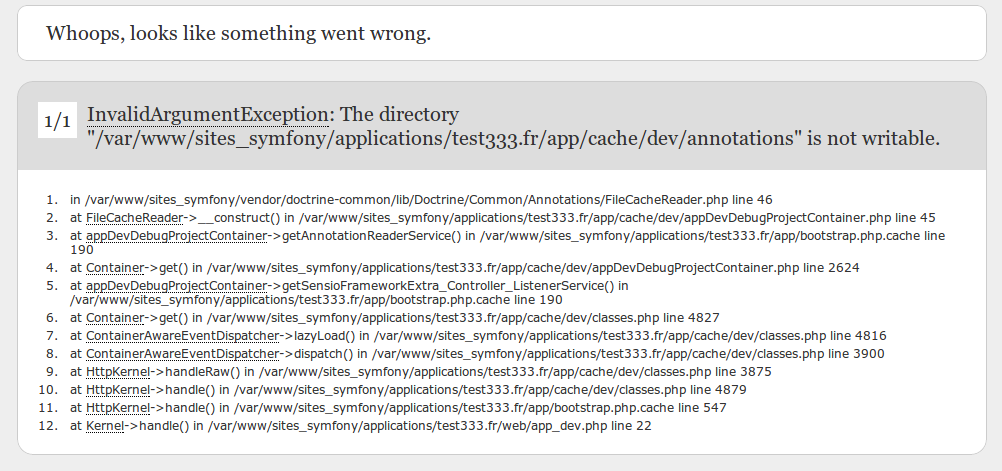 Whoops, looks like something went wrong.
1/1
InvalidArgumentException: The directory
"/var/www/sites_symfony/applications/test333.fr/app/cache/dev/annotations" is not writable.
1. in /var/www/sites_symfony/vendor/doctrine-common/lib/Doctrine/Common/Annotations/FileCacheReader.php line 46
2. at FileCacheReader->__construct() in /var/www/sites_symfony/applications/test333.fr/app/cache/dev/appDevDebugProjectContainer.php line 45
3. at appDevDebugProjectContainer->getAnnotationReaderService() in /var/www/sites_symfony/applications/test333.fr/app/bootstrap.php.cache line
190
4. at Container->get() in /var/www/sites_symfony/applications/test333.fr/app/cache/dev/appDevDebugProjectContainer.php line 2624
5. at appDevDebugProjectContainer->getSensioFrameworkExtra_Controller_ListenerService() in
/var/www/sites_symfony/applications/test333.fr/app/bootstrap.php.cache line 190
6. at Container->get() in /var/www/sites_symfony/applications/test333.fr/app/cache/dev/classes.php line 4827
7. at ContainerAwareEventDispatcher->lazyLoad() in /var/www/sites_symfony/applications/test333.fr/app/cache/dev/classes.php line 4816
8. at ContainerAwareEventDispatcher->dispatch() in /var/www/sites_symfony/applications/test333.fr/app/cache/dev/classes.php line 3900
9. at HttpKernel->handleRaw() in /var/www/sites_symfony/applications/test333.fr/app/cache/dev/classes.php line 3875
10. at HttpKernel->handle() in /var/www/sites_symfony/applications/test333.fr/app/cache/dev/classes.php line 4879
11. at HttpKernel->handle() in /var/www/sites_symfony/applications/test333.fr/app/bootstrap.php.cache line 547
12. at Kernel->handle() in /var/www/sites_symfony/applications/test333.fr/web/app_dev.php line 22